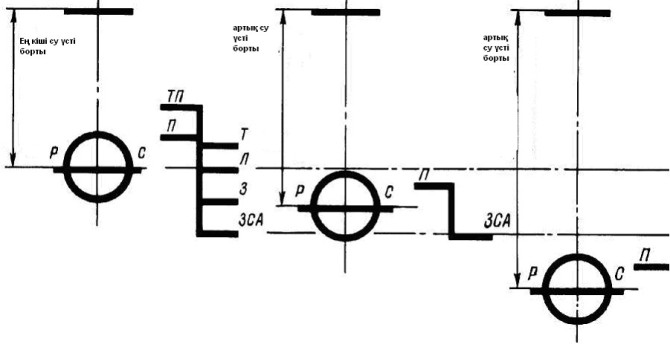 Ең кіші су үсті
борты
Р С
ТП
П
Т
Л
З
ЗСА
артық
су
үсті
борты
Р С
П
ЗСА
артық
су үсті
борты
Р С
П